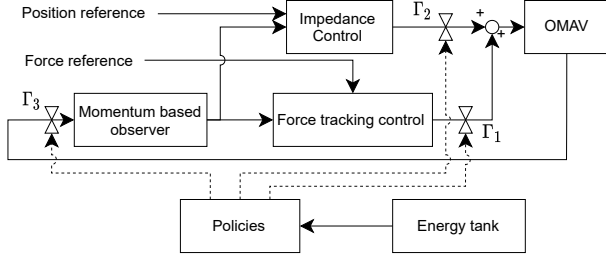 Position reference
Impedance
Control
Γ₂
+
+
OMAV
Force reference
Γ₃
Momentum based
observer
Force tracking control
Γ₁
Policies
Energy tank